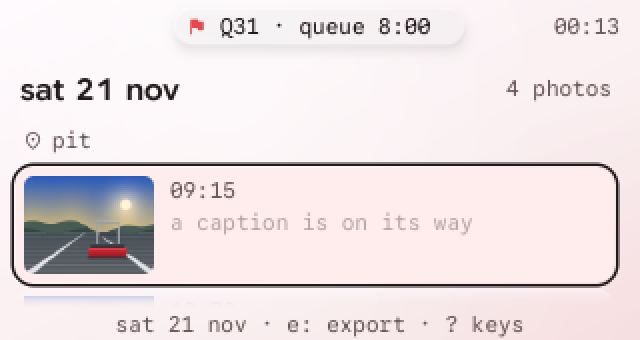 Q31 · queue 8:00
00:13
sat 21 nov
4 photos
pit
09:15
a caption is on its way
sat 21 nov · e: export · ? keys